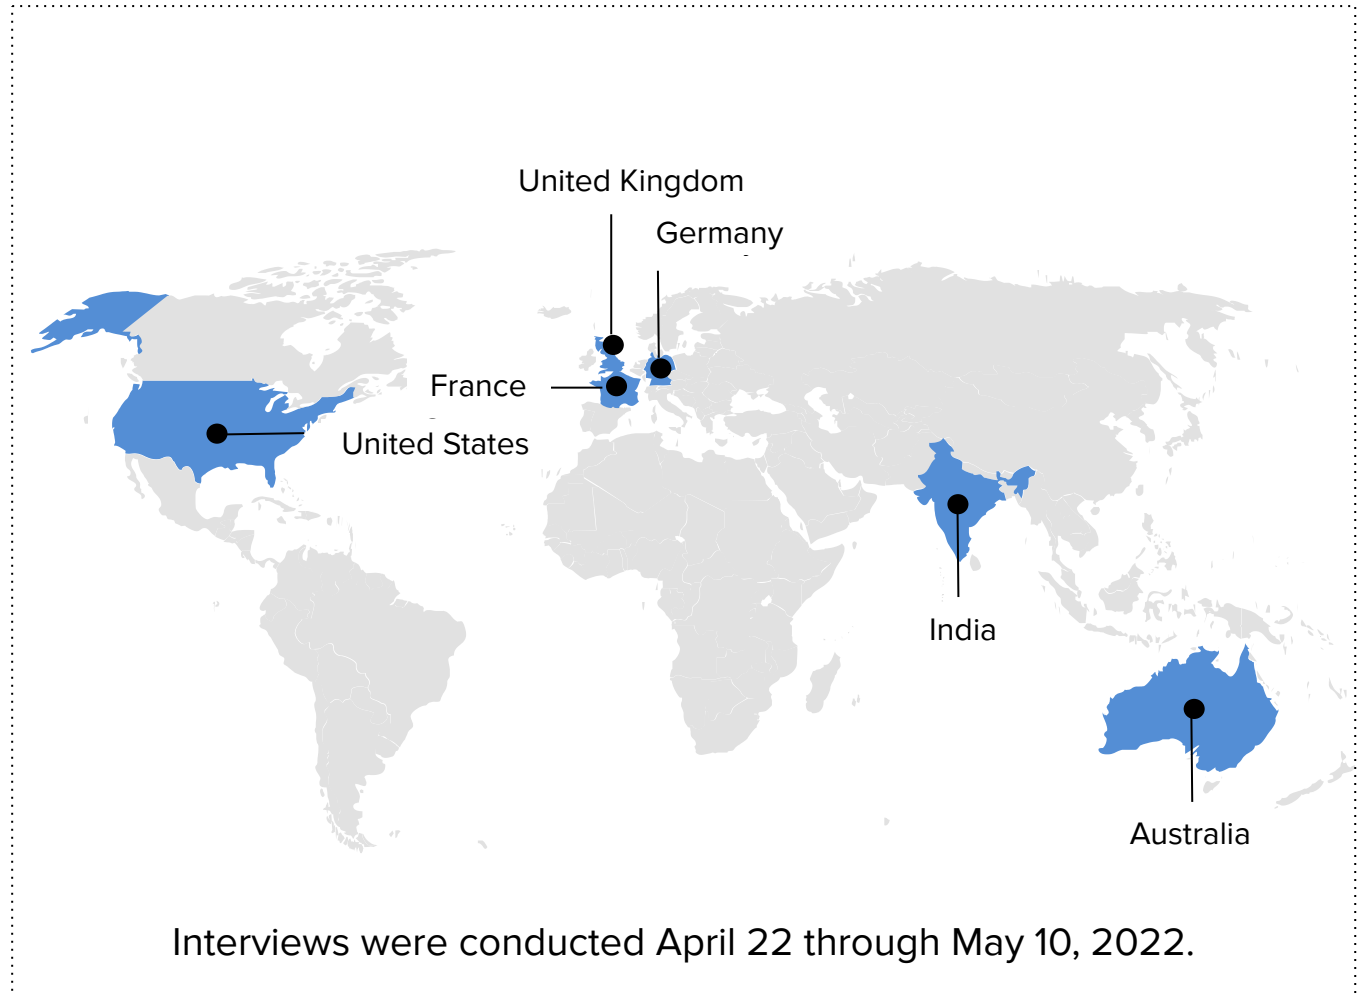 United Kingdom
Germany
France
United States
India
Australia
Interviews were conducted April 22 through May 10, 2022.